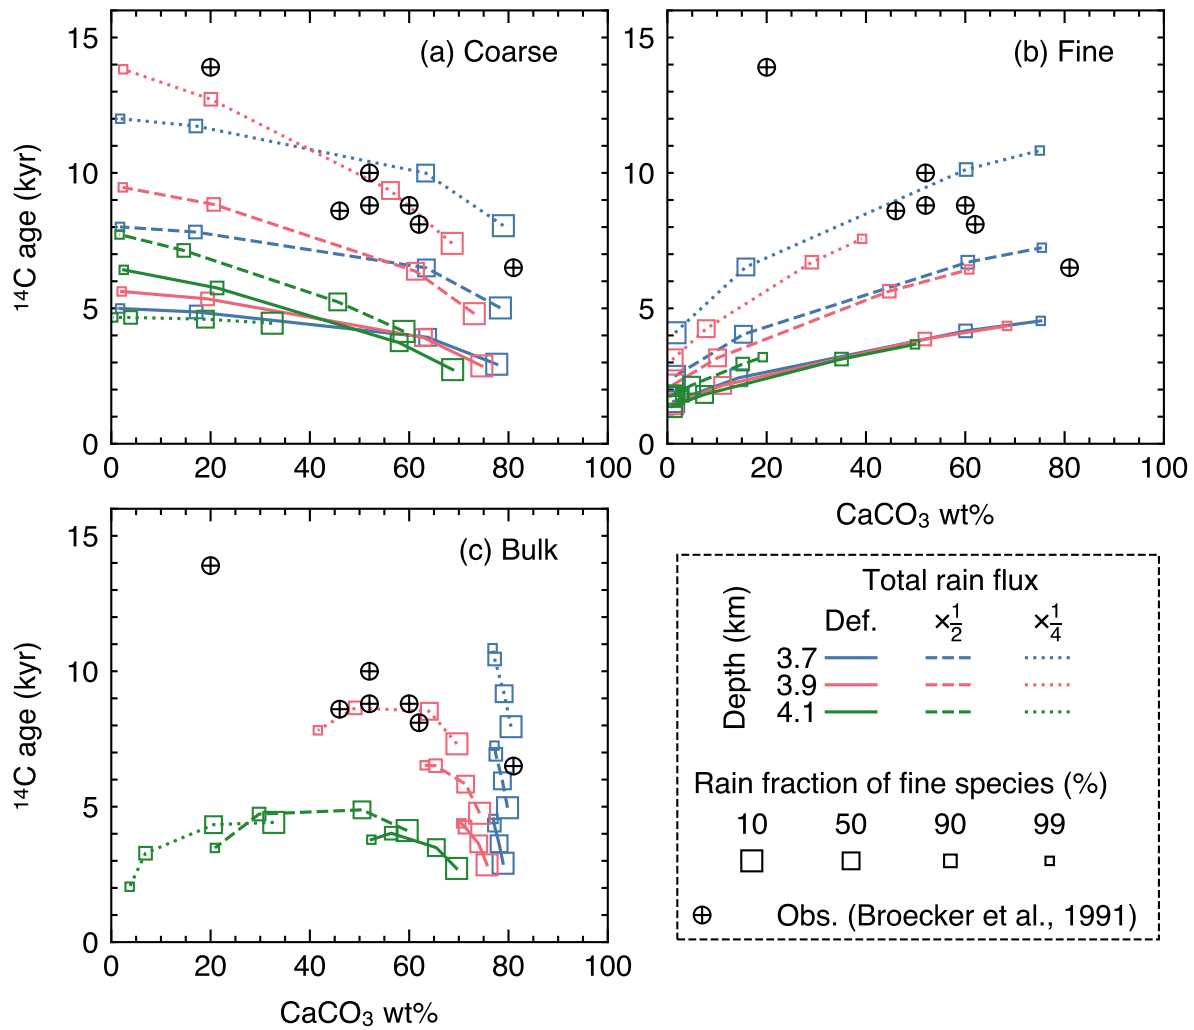 (a) Coarse
15
10
5
0
0 20 40 60 80 100
¹⁴C age (kyr)
(b) Fine
15
10
5
0
0 20 40 60 80 100
CaCO₃ wt%
(c) Bulk
15
10
5
0
0 20 40 60 80 100
¹⁴C age (kyr)
CaCO₃ wt%
Total rain flux
Depth (km)
Def. ×1/2 ×1/4
3.7
3.9
4.1
Rain fraction of fine species (%)
10 50 90 99
Obs. (Broecker et al., 1991)